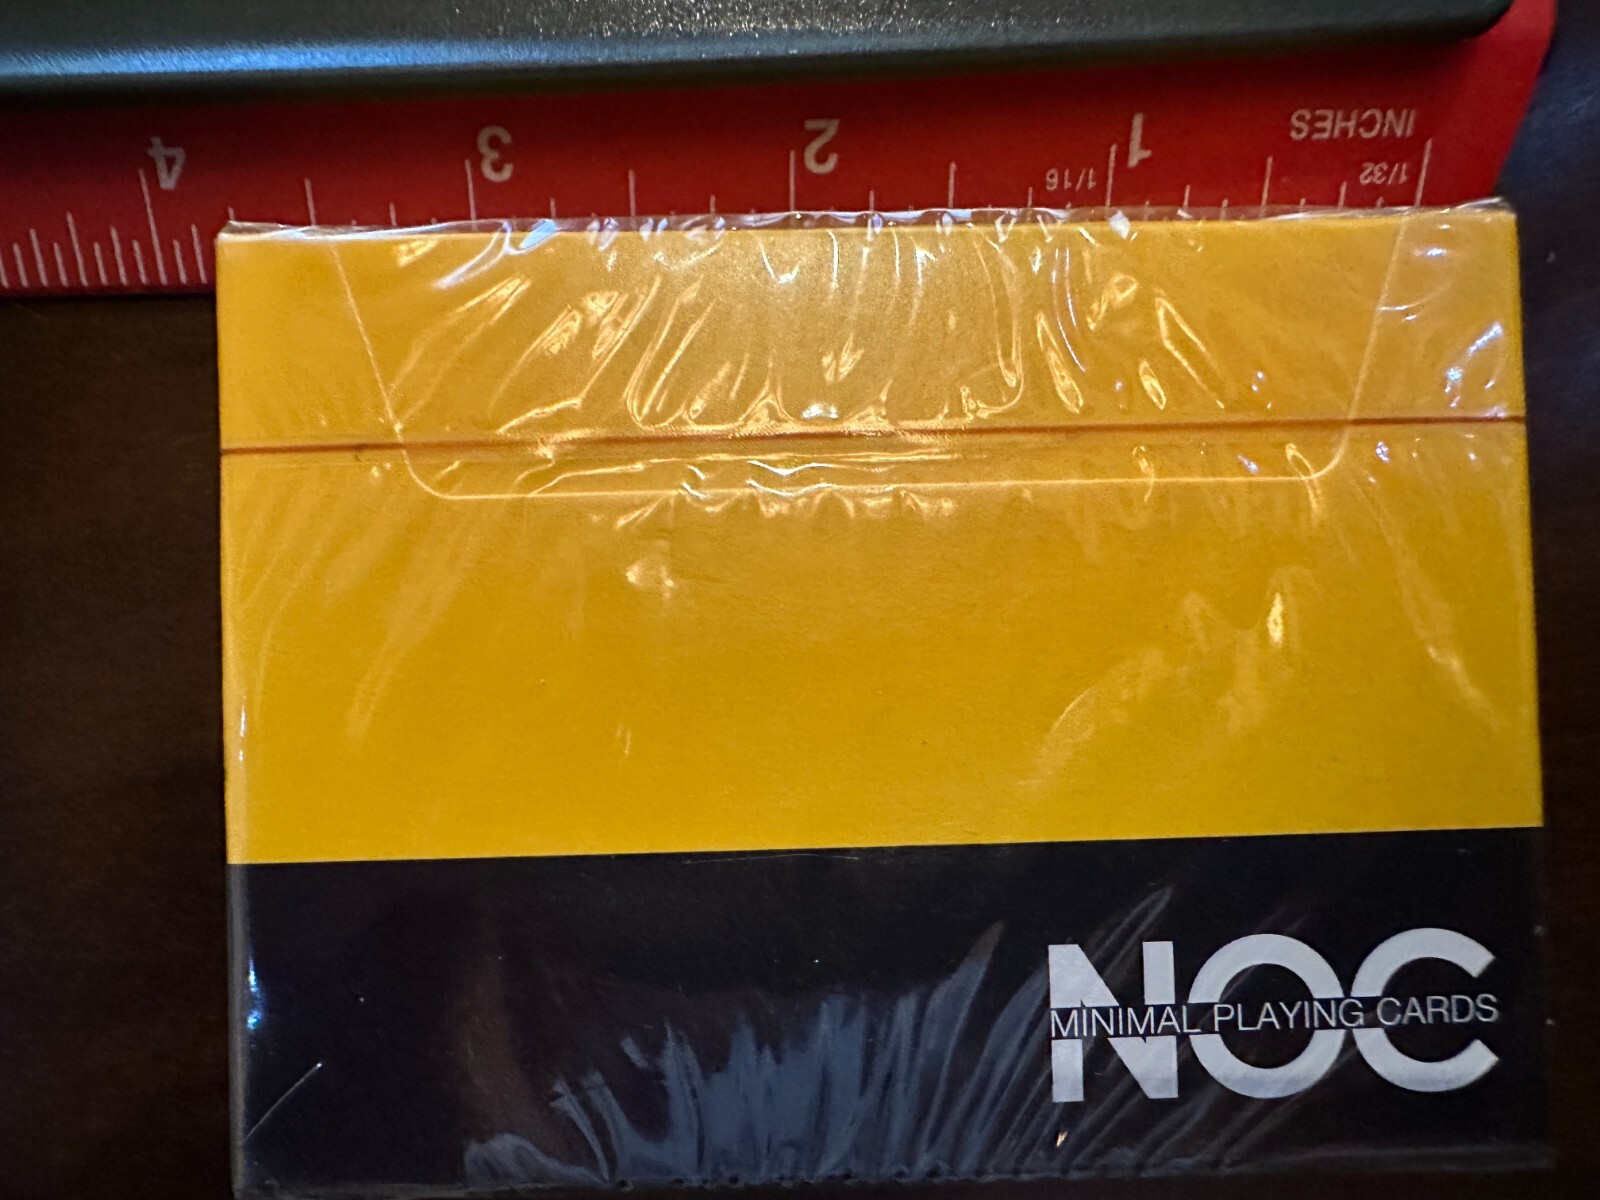 INCHES
1/32
1/16
1
2
3
4
NOC
MINIMAL PLAYING CARDS